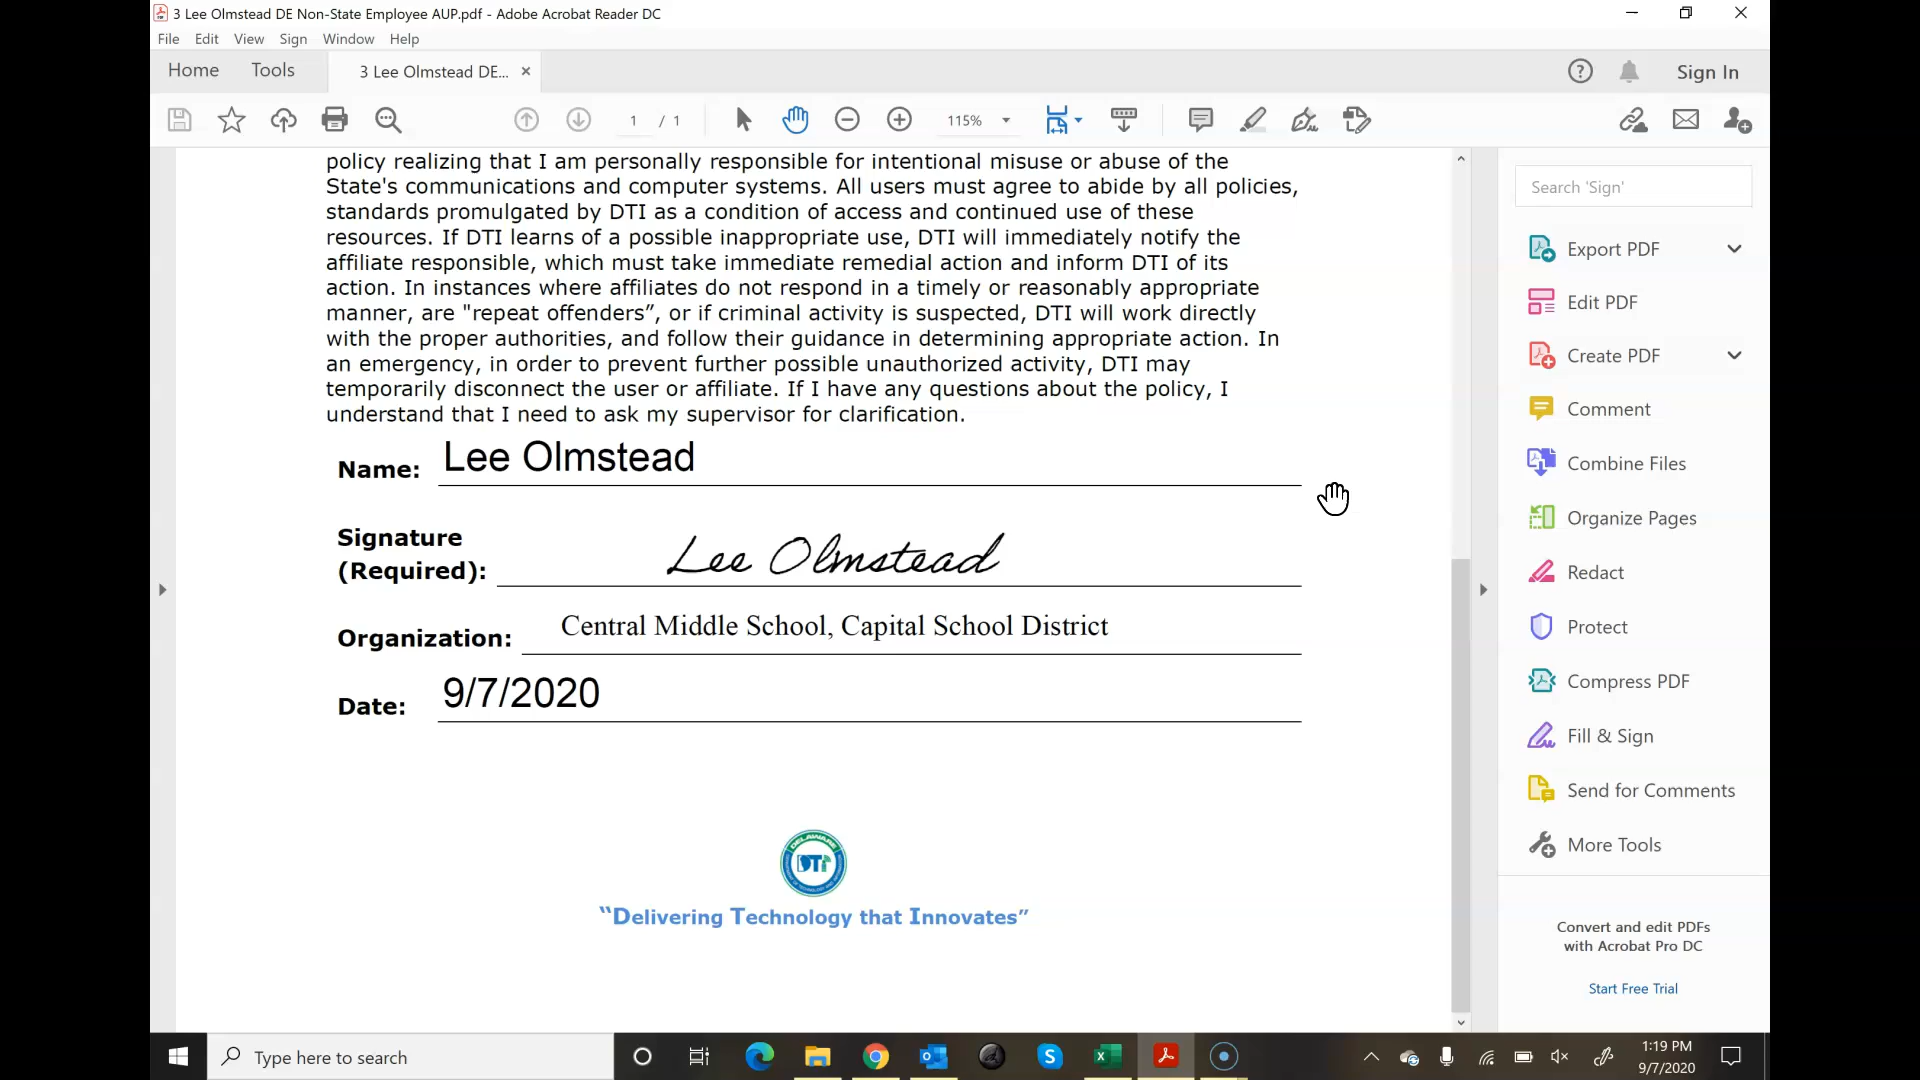 3 Lee Olmstead DE Non-State Employee AUP.pdf - Adobe Acrobat Reader DC
File Edit View Sign Window Help
Home Tools 3 Lee Olmstead DE... × Sign In
1 / 1 115%
policy realizing that I am personally responsible for intentional misuse or abuse of the
State's communications and computer systems. All users must agree to abide by all policies,
standards promulgated by DTI as a condition of access and continued use of these
resources. If DTI learns of a possible inappropriate use, DTI will immediately notify the
affiliate responsible, which must take immediate remedial action and inform DTI of its
action. In instances where affiliates do not respond in a timely or reasonably appropriate
manner, are "repeat offenders”, or if criminal activity is suspected, DTI will work directly
with the proper authorities, and follow their guidance in determining appropriate action. In
an emergency, in order to prevent further possible unauthorized activity, DTI may
temporarily disconnect the user or affiliate. If I have any questions about the policy, I
understand that I need to ask my supervisor for clarification.
Name: Lee Olmstead
Signature
(Required): Lee Olmstead
Organization: Central Middle School, Capital School District
Date: 9/7/2020
DELAWARE
DTI
“Delivering Technology that Innovates”
Search 'Sign'
Export PDF
Edit PDF
Create PDF
Comment
Combine Files
Organize Pages
Redact
Protect
Compress PDF
Fill & Sign
Send for Comments
More Tools
Convert and edit PDFs
with Acrobat Pro DC
Start Free Trial
Type here to search
1:19 PM
9/7/2020